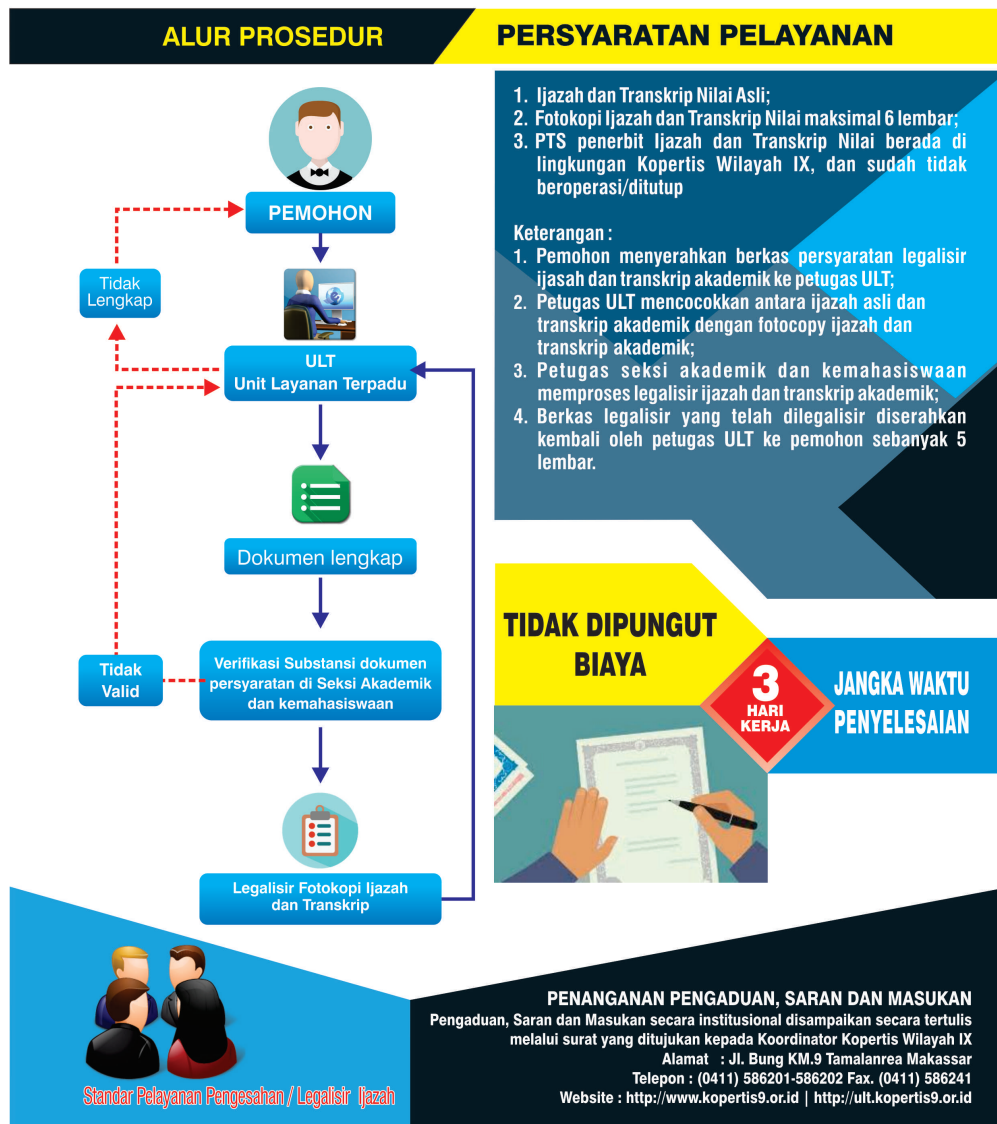 ALUR PROSEDUR
PERSYARATAN PELAYANAN
PEMOHON
Tidak
Lengkap
ULT
Unit Layanan Terpadu
Dokumen lengkap
Tidak
Valid
Verifikasi Substansi dokumen
persyaratan di Seksi Akademik
dan kemahasiswaan
Legalisir Fotokopi Ijazah
dan Transkrip
1. Ijazah dan Transkrip Nilai Asli;
2. Fotokopi Ijazah dan Transkrip Nilai maksimal 6 lembar;
3. PTS penerbit Ijazah dan Transkrip Nilai berada di
lingkungan Kopertis Wilayah IX, dan sudah tidak
beroperasi/ditutup
Keterangan :
1. Pemohon menyerahkan berkas persyaratan legalisir
ijasah dan transkrip akademik ke petugas ULT;
2. Petugas ULT mencocokkan antara ijazah asli dan
transkrip akademik dengan fotocopy ijazah dan
transkrip akademik;
3. Petugas seksi akademik dan kemahasiswaan
memproses legalisir ijazah dan transkrip akademik;
4. Berkas legalisir yang telah dilegalisir diserahkan
kembali oleh petugas ULT ke pemohon sebanyak 5
lembar.
TIDAK DIPUNGUT
BIAYA
3
HARI
KERJA
JANGKA WAKTU
PENYELESAIAN
Standar Pelayanan Pengesahan / Legalisir Ijazah
PENANGANAN PENGADUAN, SARAN DAN MASUKAN
Pengaduan, Saran dan Masukan secara institusional disampaikan secara tertulis
melalui surat yang ditujukan kepada Koordinator Kopertis Wilayah IX
Alamat : Jl. Bung KM.9 Tamalanrea Makassar
Telepon : (0411) 586201-586202 Fax. (0411) 586241
Website : http://www.kopertis9.or.id | http://ult.kopertis9.or.id